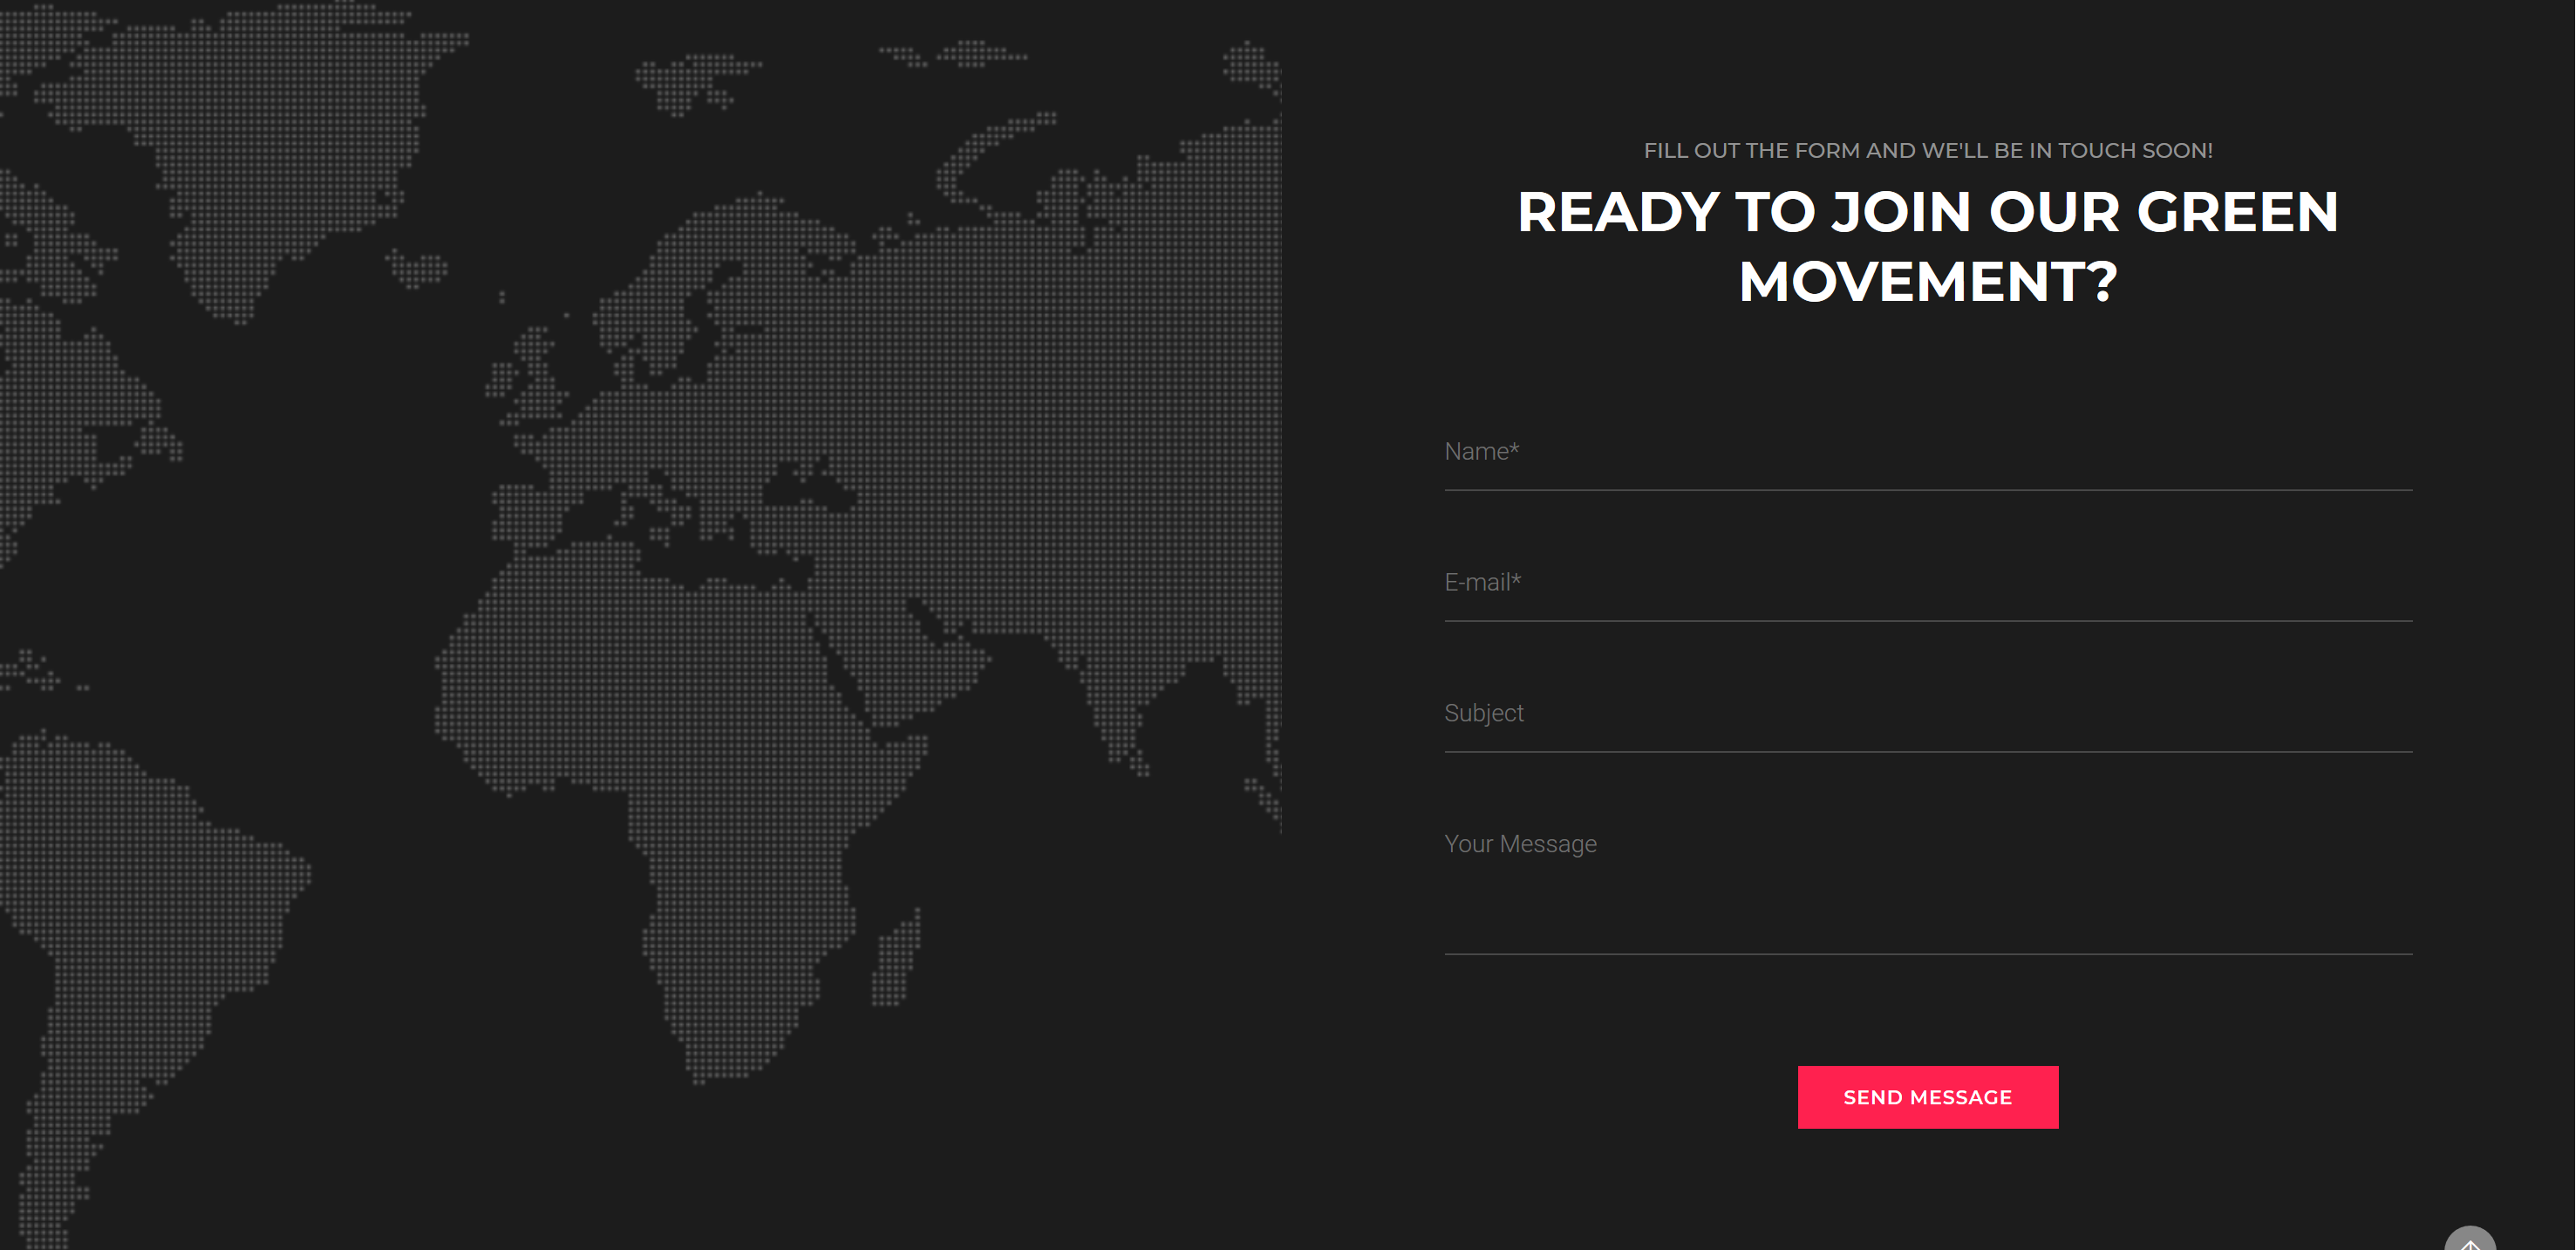 FILL OUT THE FORM AND WE'LL BE IN TOUCH SOON!
READY TO JOIN OUR GREEN
MOVEMENT?
Name*
E-mail*
Subject
Your Message
SEND MESSAGE